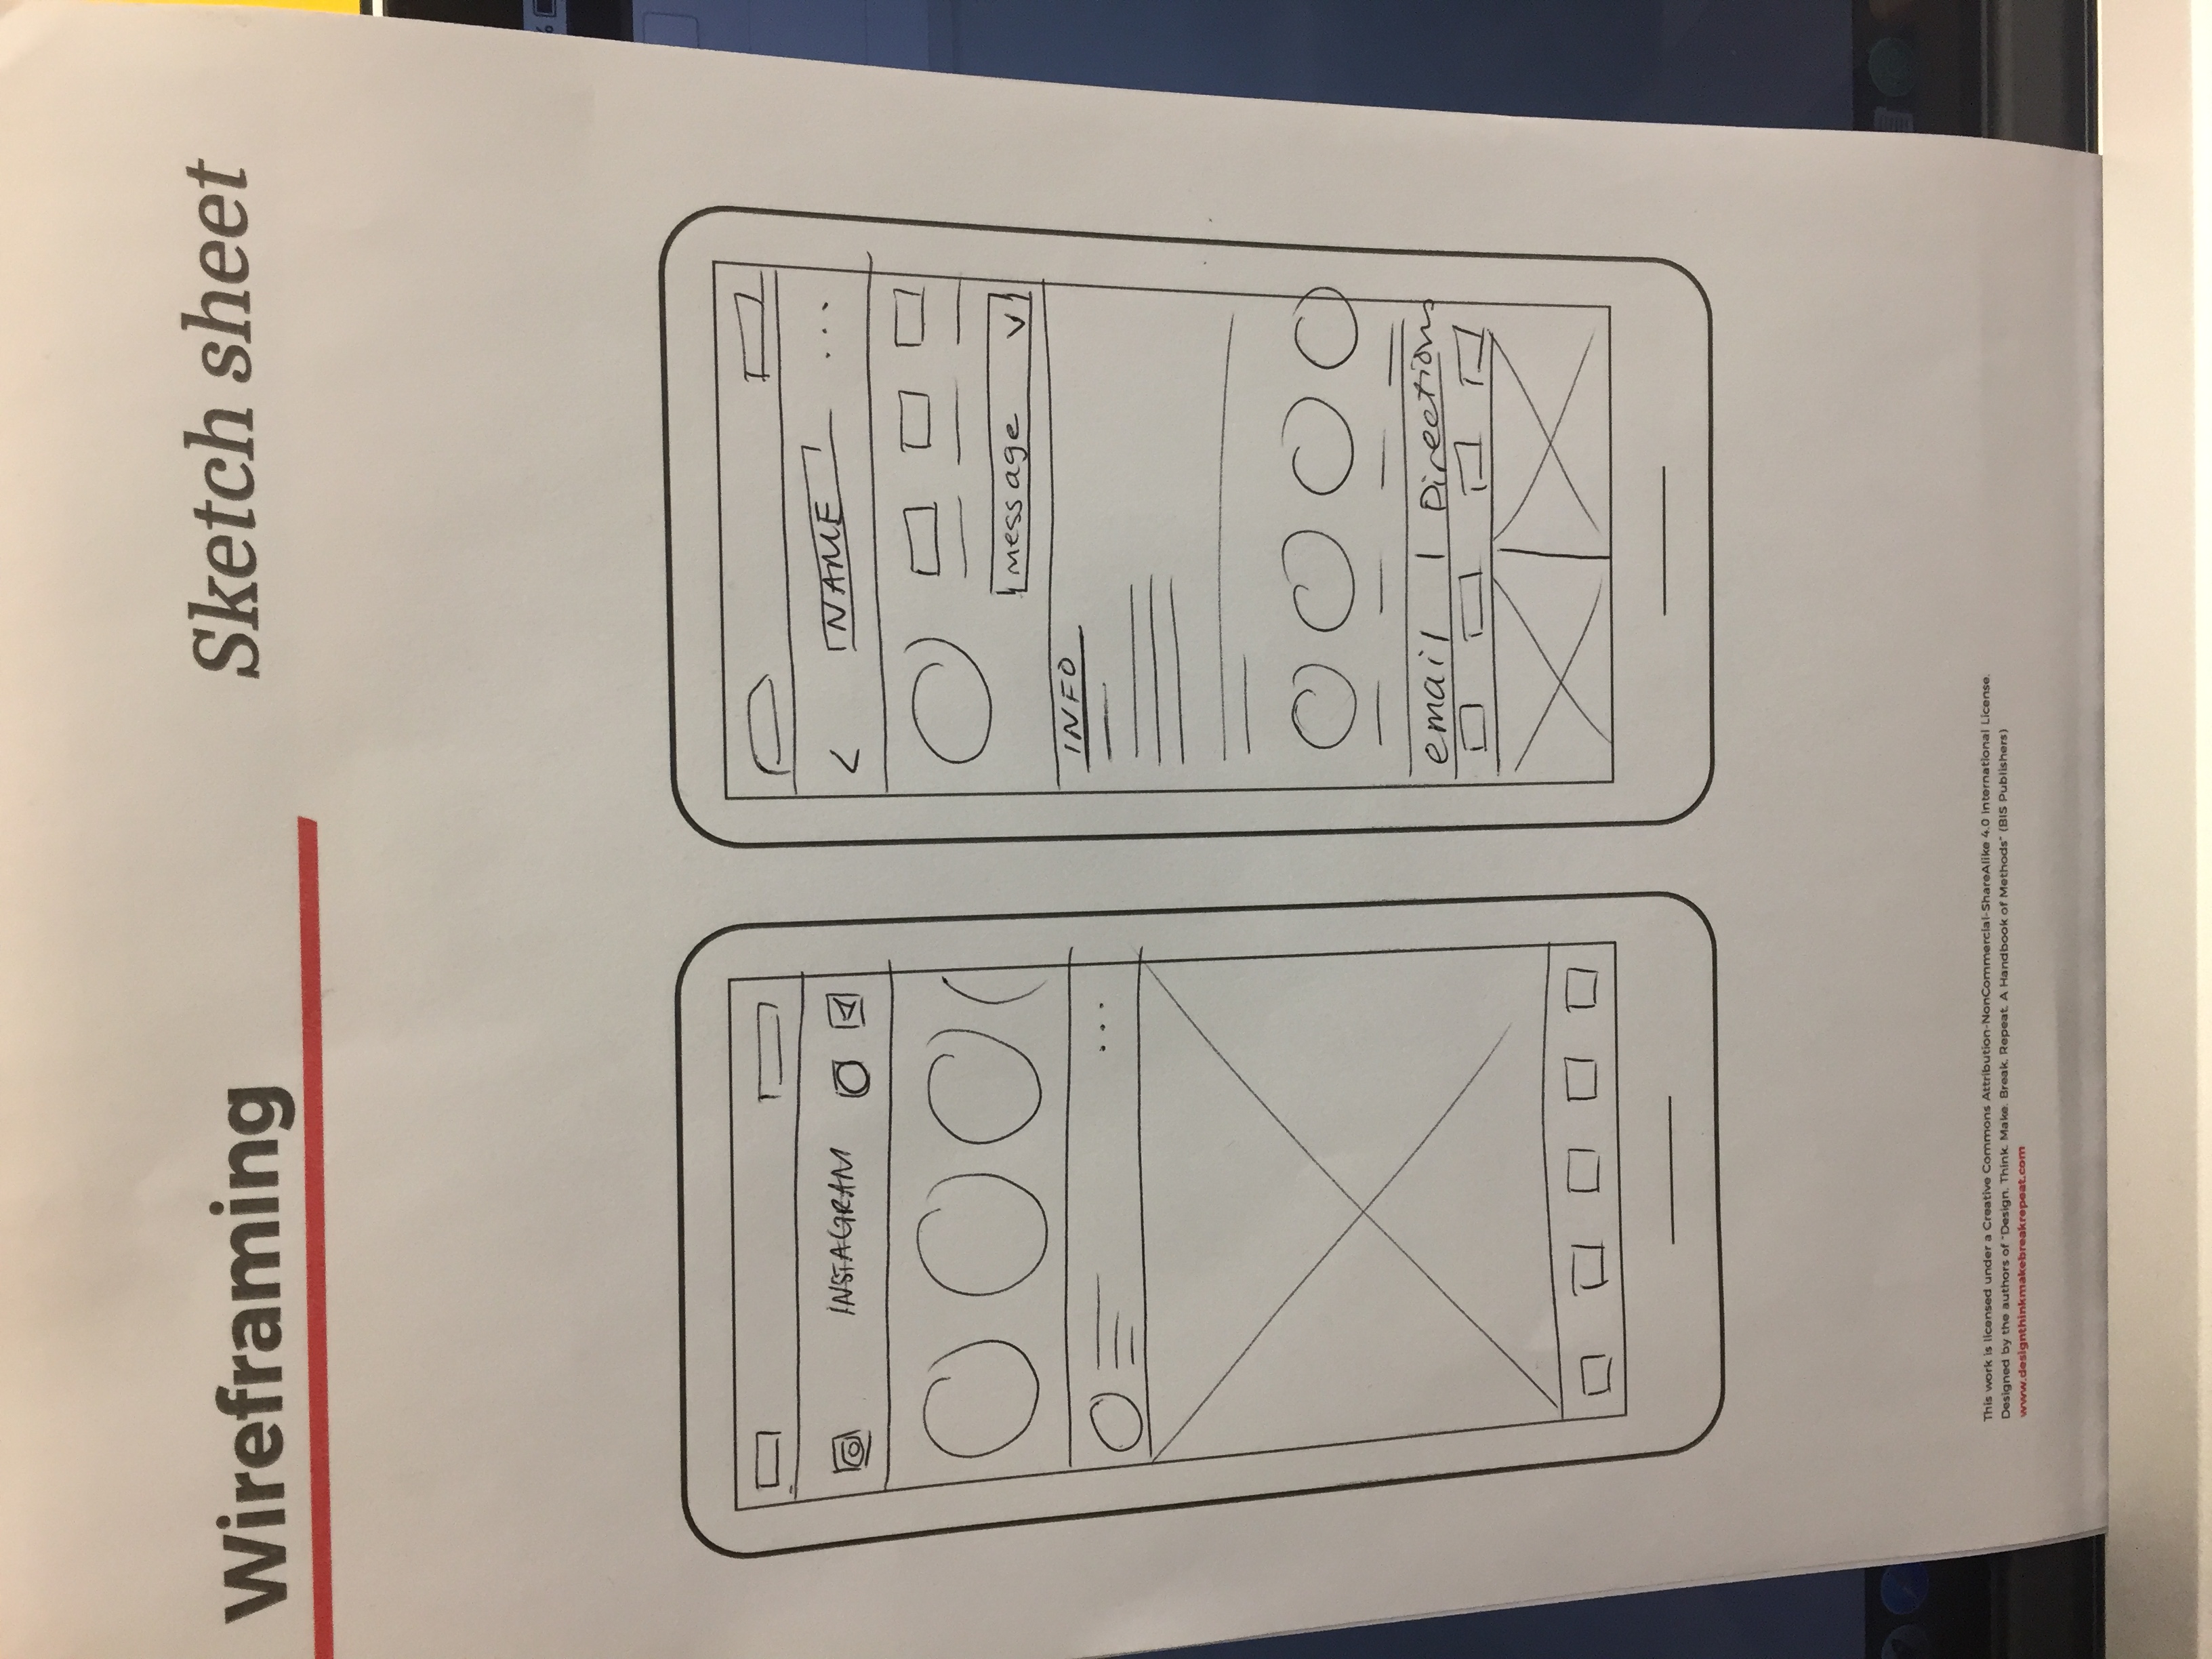 Wireframing
Sketch sheet
INSTAGRAM
...
< NAME ...
message
INFO
email | Directions
This work is licensed under a Creative Commons Attribution-NonCommercial-ShareAlike 4.0 International License.
Designed by the authors of "Design. Think. Make. Break. Repeat. A Handbook of Methods" (BIS Publishers)
www.designthinkmakebreakrepeat.com
%